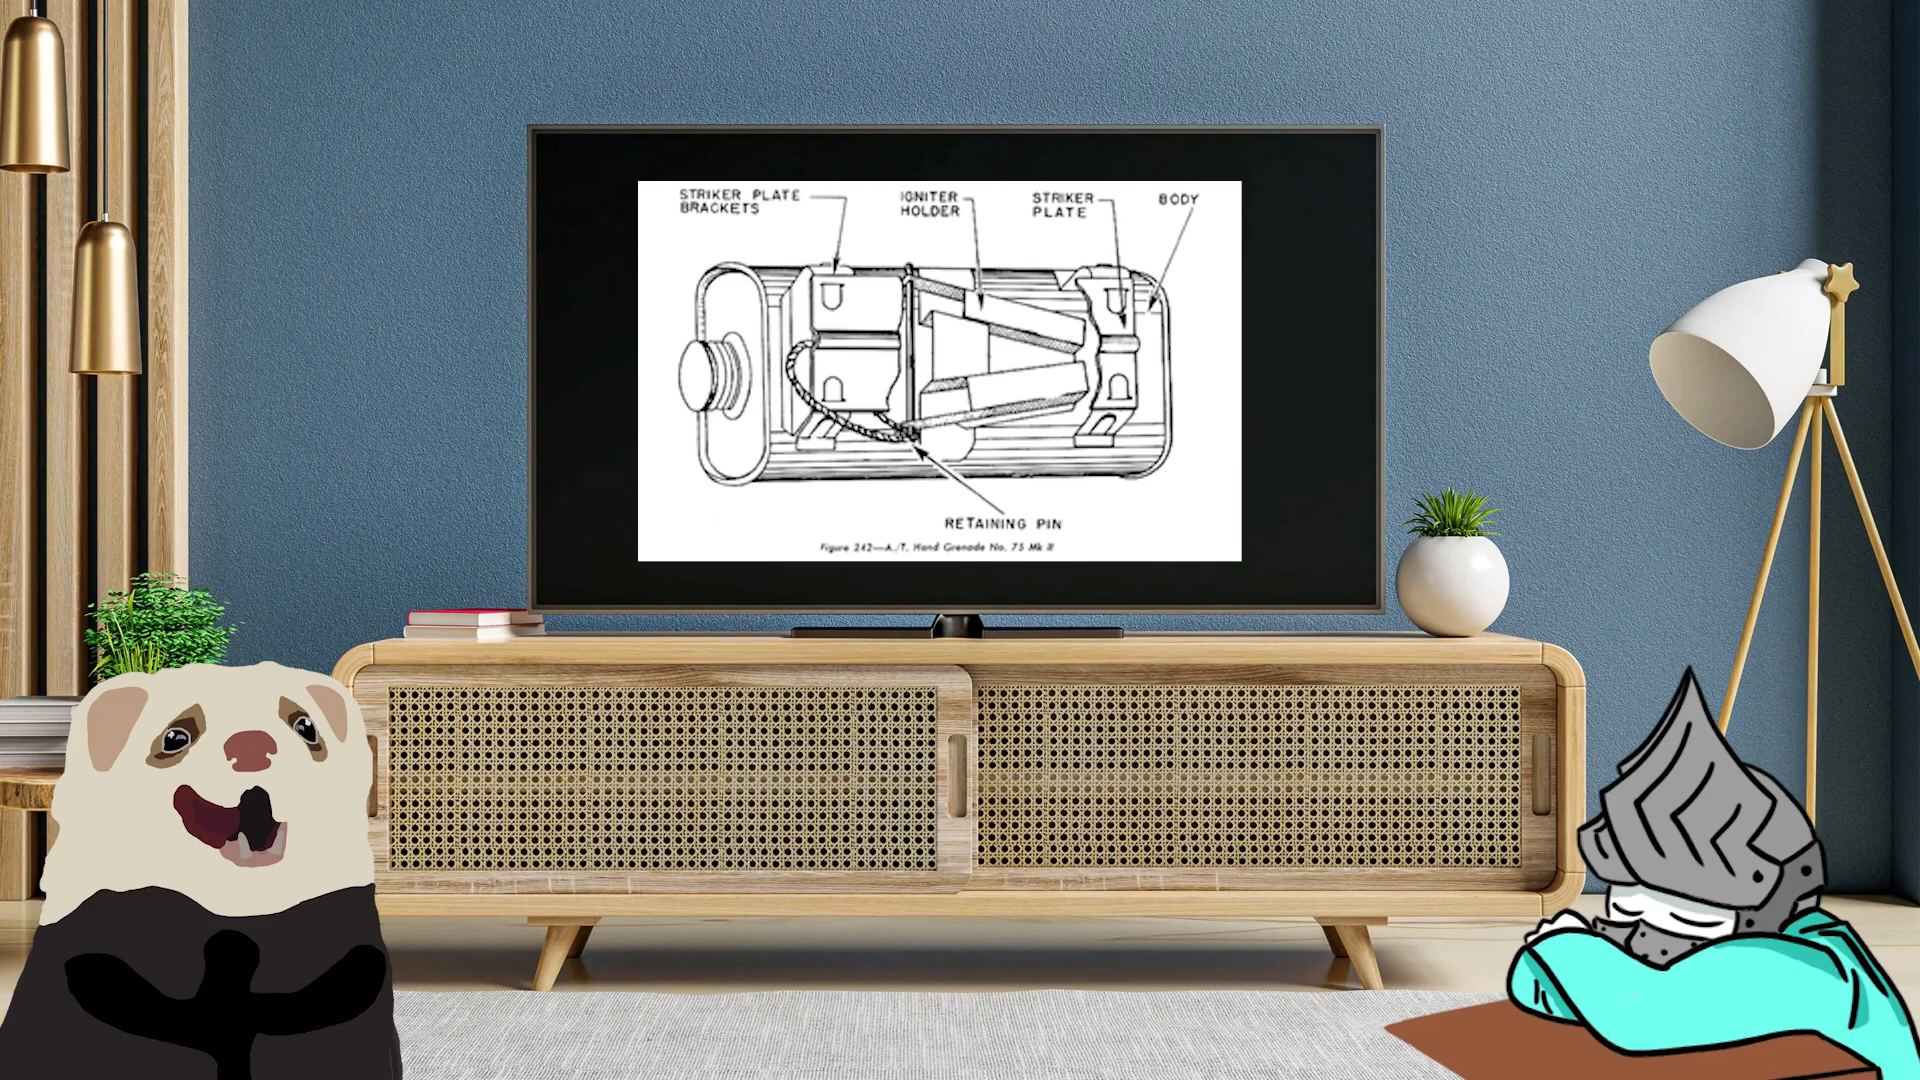 STRIKER PLATE
BRACKETS
IGNITER
HOLDER
STRIKER
PLATE
BODY
RETAINING PIN
Figure 242—A./T. Hand Grenade No. 75 Mk II